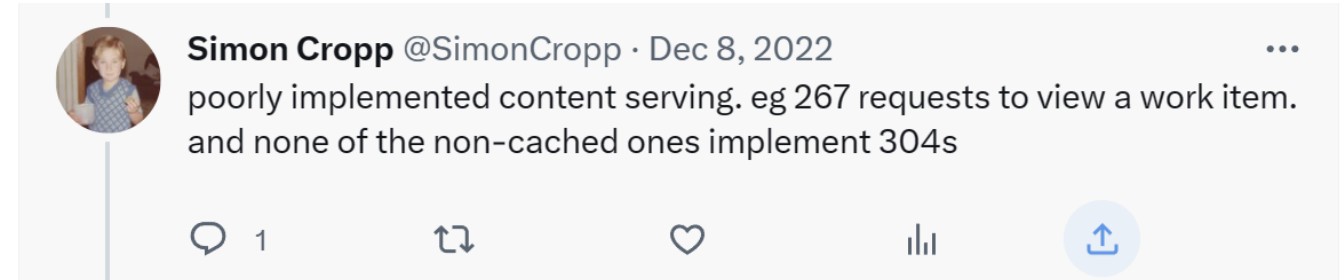 Simon Cropp @SimonCropp · Dec 8, 2022
poorly implemented content serving. eg 267 requests to view a work item.
and none of the non-cached ones implement 304s
1